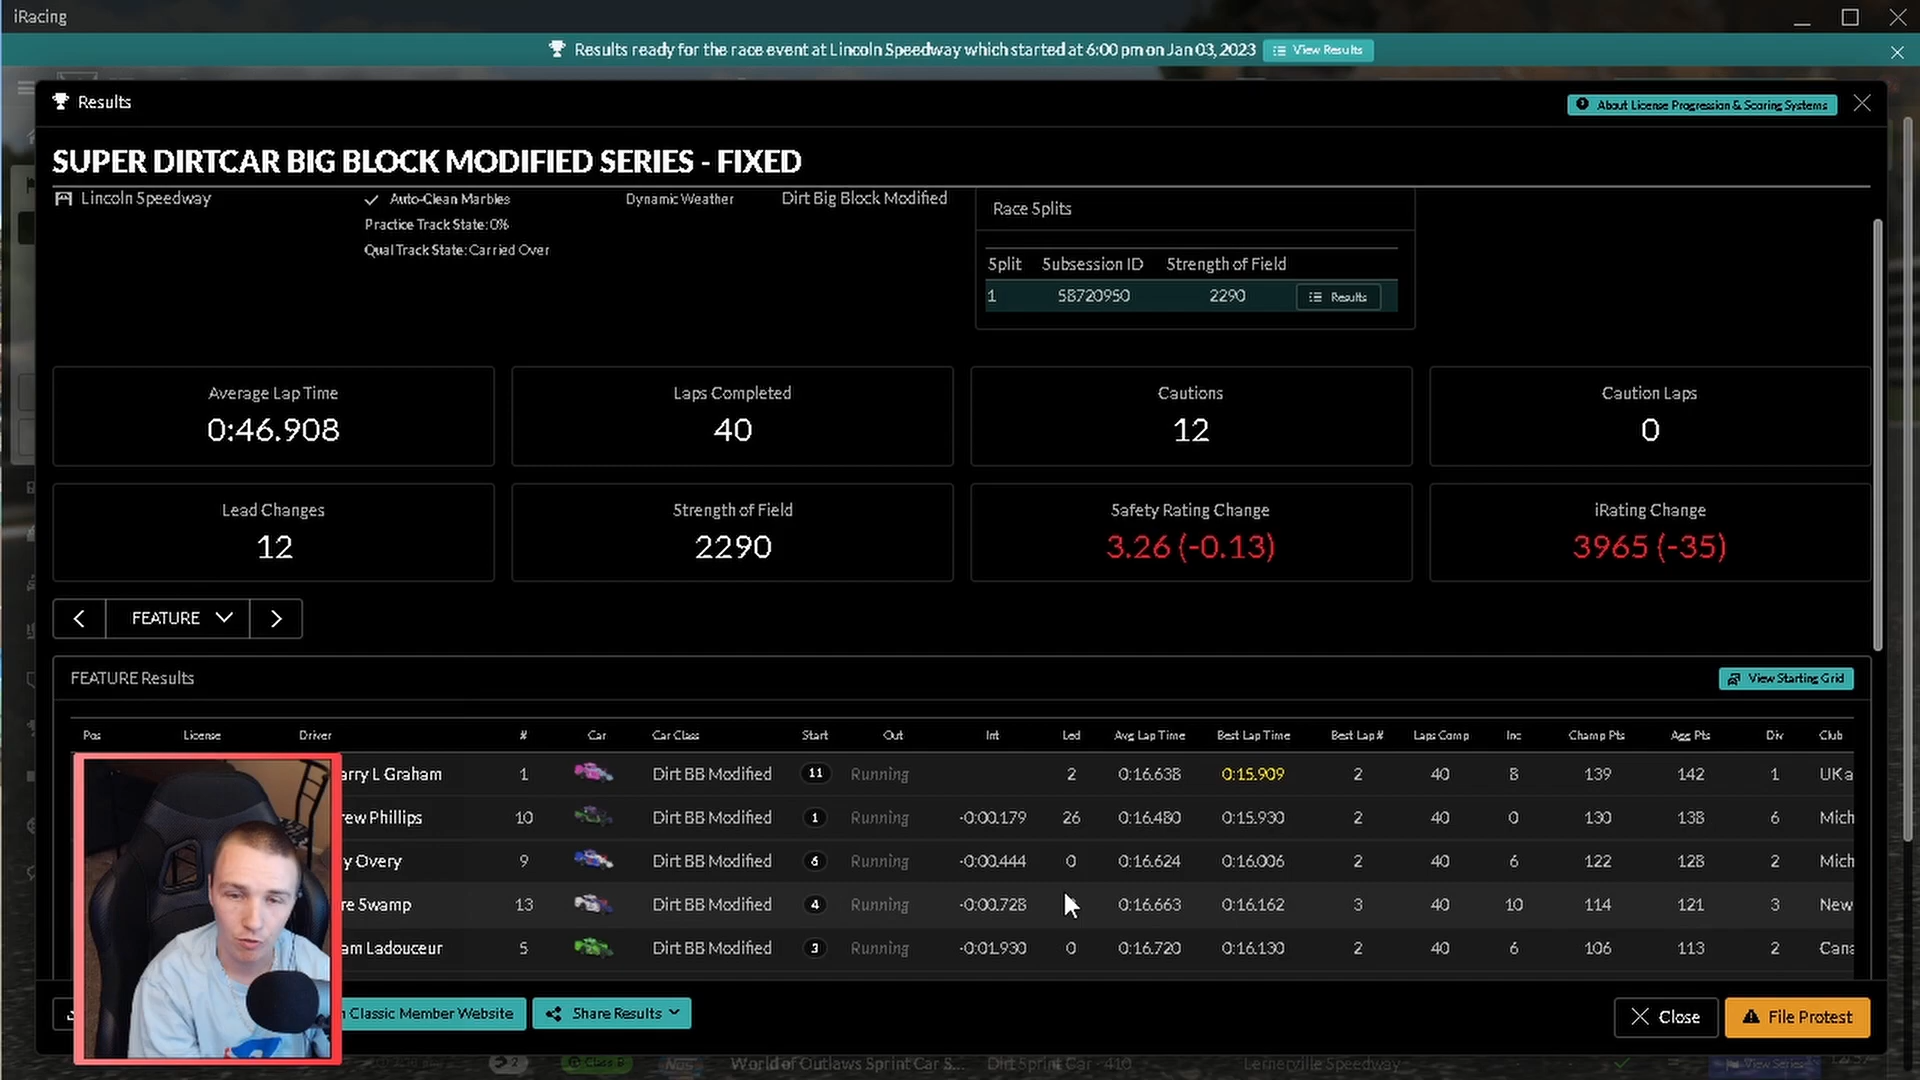 iRacing
Results ready for the race event at Lincoln Speedway which started at 6:00 pm on Jan 03, 2023 View Results
Results About License Progression & Scoring Systems
SUPER DIRTCAR BIG BLOCK MODIFIED SERIES - FIXED
Lincoln Speedway Auto-Clean Marbles Dynamic Weather Dirt Big Block Modified
Practice Track State: 0%
Qual Track State: Carried Over
Race Splits
Split Subsession ID Strength of Field
1 58720950 2290 Results
Average Lap Time Laps Completed Cautions Caution Laps
0:46.908 40 12 0
Lead Changes Strength of Field Safety Rating Change iRating Change
12 2290 3.26 (-0.13) 3965 (-35)
FEATURE
FEATURE Results View Starting Grid
Pos License Driver # Car Car Class Start Out Int Led Avg Lap Time Best Lap Time Best Lap# Laps Comp Inc Champ Pts Agg Pts Div Club
arry L Graham 1 Dirt BB Modified 11 Running 2 0:16.638 0:15.909 2 40 8 139 142 1 UK a
rew Phillips 10 Dirt BB Modified 1 Running -0:00.179 26 0:16.480 0:15.930 2 40 0 130 138 6 Mich
y Overy 9 Dirt BB Modified 6 Running -0:00.444 0 0:16.624 0:16.006 2 40 6 122 128 2 Mich
re Swamp 13 Dirt BB Modified 4 Running -0:00.728 0:16.663 0:16.162 3 40 10 114 121 3 New
am Ladouceur 5 Dirt BB Modified 3 Running -0:01.930 0 0:16.720 0:16.130 2 40 6 106 113 2 Cana
Classic Member Website Share Results Close File Protest
2 Class B NOS World of Outlaws Sprint Car S... Dirt Sprint Car - 410 Lernerville Speedway View Series